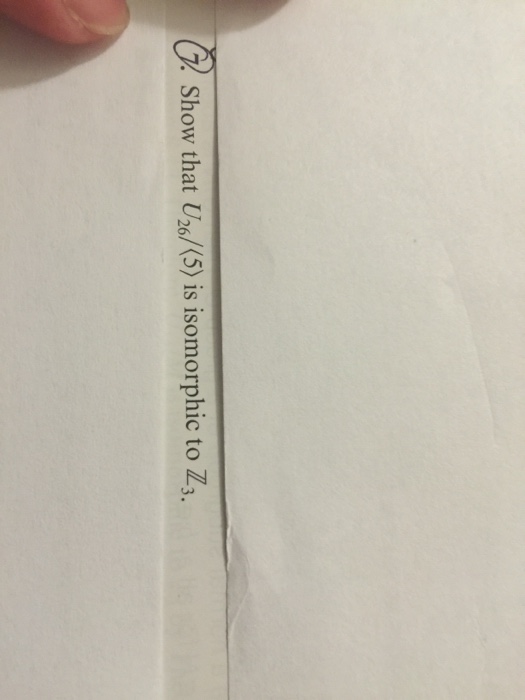 7. Show that U₂₆/⟨5⟩ is isomorphic to ℤ₃.